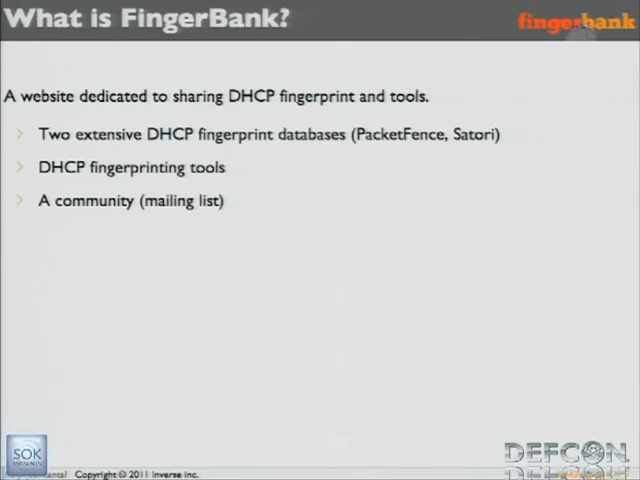 What is FingerBank?
fingerbank
A website dedicated to sharing DHCP fingerprint and tools.
Two extensive DHCP fingerprint databases (PacketFence, Satori)
DHCP fingerprinting tools
A community (mailing list)
SOK
Copyright © 2011 Inverse inc.
DEFCON